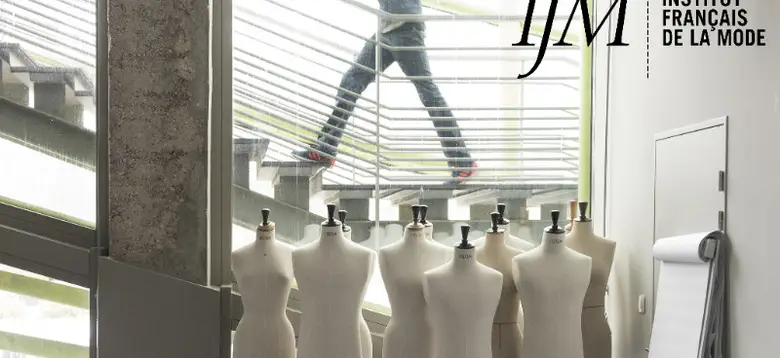 IFM
INSTITUT
FRANÇAIS
DE LA MODE